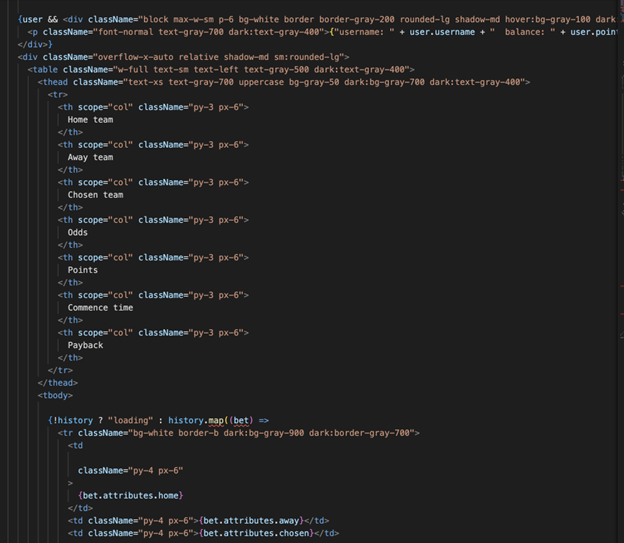 {user && <div className="block max-w-sm p-6 bg-white border border-gray-200 rounded-lg shadow-md hover:bg-gray-100 dark
<p className="font-normal text-gray-700 dark:text-gray-400">{"username: " + user.username + "  balance: " + user.poin
</div>}
<div className="overflow-x-auto relative shadow-md sm:rounded-lg">
<table className="w-full text-sm text-left text-gray-500 dark:text-gray-400">
<thead className="text-xs text-gray-700 uppercase bg-gray-50 dark:bg-gray-700 dark:text-gray-400">
<tr>
<th scope="col" className="py-3 px-6">
Home team
</th>
<th scope="col" className="py-3 px-6">
Away team
</th>
<th scope="col" className="py-3 px-6">
Chosen team
</th>
<th scope="col" className="py-3 px-6">
Odds
</th>
<th scope="col" className="py-3 px-6">
Points
</th>
<th scope="col" className="py-3 px-6">
Commence time
</th>
<th scope="col" className="py-3 px-6">
Payback
</th>
</tr>
</thead>
<tbody>
{!history ? "loading" : history.map((bet) =>
<tr className="bg-white border-b dark:bg-gray-900 dark:border-gray-700">
<td
className="py-4 px-6"
>
{bet.attributes.home}
</td>
<td className="py-4 px-6">{bet.attributes.away}</td>
<td className="py-4 px-6">{bet.attributes.chosen}</td>